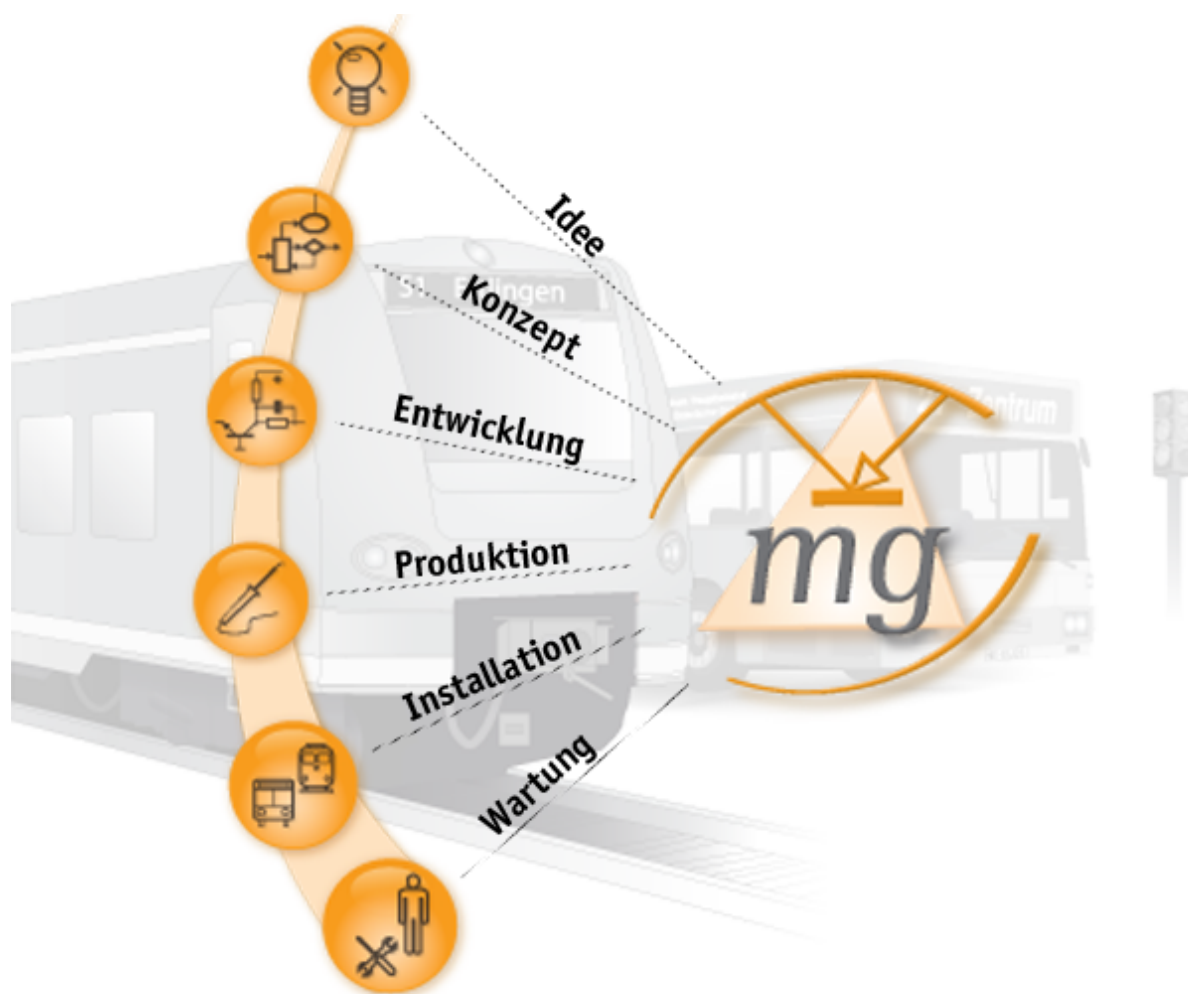 Idee
Konzept
Entwicklung
Produktion
Installation
Wartung
mg
S1
Zentrum